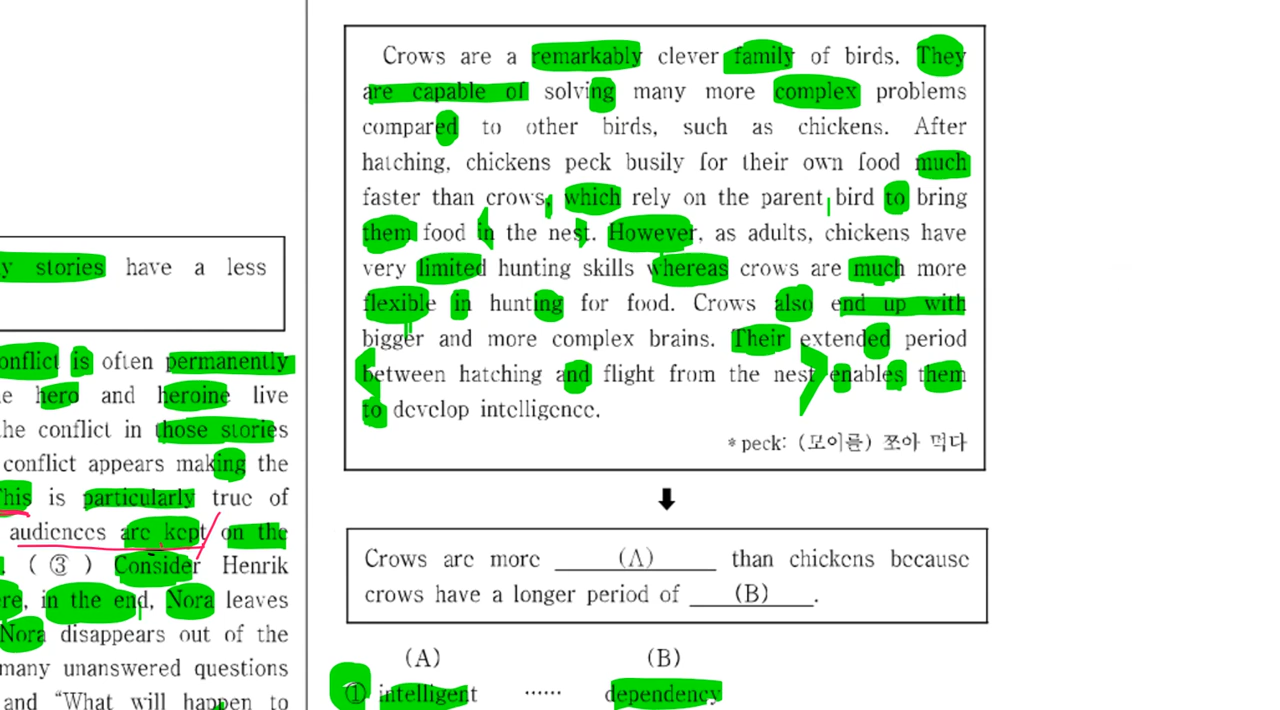 y stories have a less
onflict is often permanently
e hero and heroine live
he conflict in those stories
conflict appears making the
This is particularly true of
audiences are kept on the
. ( ③ ) Consider Henrik
ere, in the end, Nora leaves
Nora disappears out of the
many unanswered questions
and “What will happen to
Crows are a remarkably clever family of birds. They
are capable of solving many more complex problems
compared to other birds, such as chickens. After
hatching, chickens peck busily for their own food much
faster than crows, which rely on the parent bird to bring
them food in the nest. However, as adults, chickens have
very limited hunting skills whereas crows are much more
flexible in hunting for food. Crows also end up with
bigger and more complex brains. Their extended period
between hatching and flight from the nest enables them
to develop intelligence.
* peck: (모이를) 쪼아 먹다
Crows are more (A) than chickens because
crows have a longer period of (B) .
(A) (B)
① intelligent …… dependency